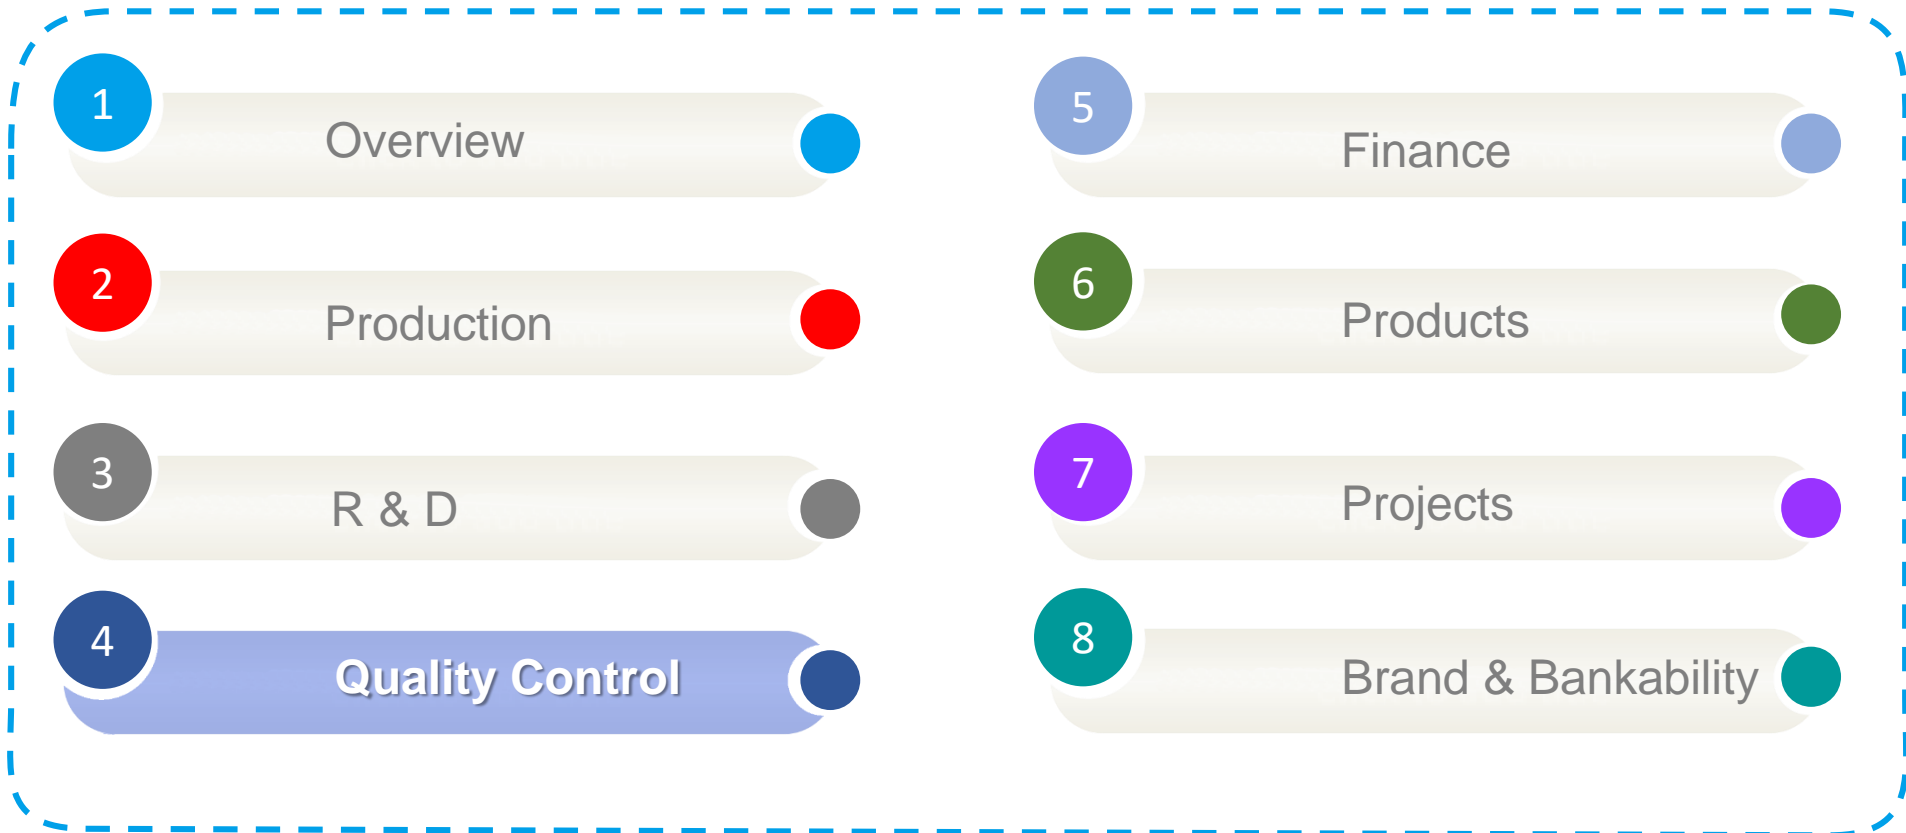 1
Overview
2
Production
3
R & D
4
Quality Control
5
Finance
6
Products
7
Projects
8
Brand & Bankability